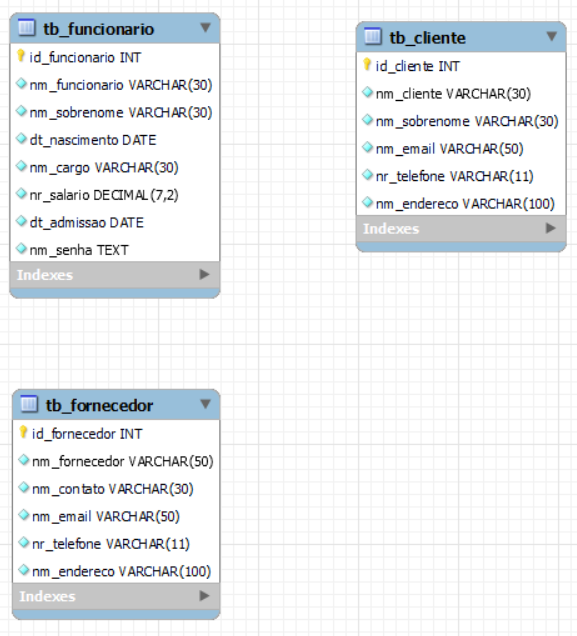 tb_funcionario
id_funcionario INT
nm_funcionario VARCHAR(30)
nm_sobrenome VARCHAR(30)
dt_nascimento DATE
nm_cargo VARCHAR(30)
nr_salario DECIMAL(7,2)
dt_admissao DATE
nm_senha TEXT
Indexes
tb_cliente
id_cliente INT
nm_cliente VARCHAR(30)
nm_sobrenome VARCHAR(30)
nm_email VARCHAR(50)
nr_telefone VARCHAR(11)
nm_endereco VARCHAR(100)
Indexes
tb_fornecedor
id_fornecedor INT
nm_fornecedor VARCHAR(50)
nm_contato VARCHAR(30)
nm_email VARCHAR(50)
nr_telefone VARCHAR(11)
nm_endereco VARCHAR(100)
Indexes